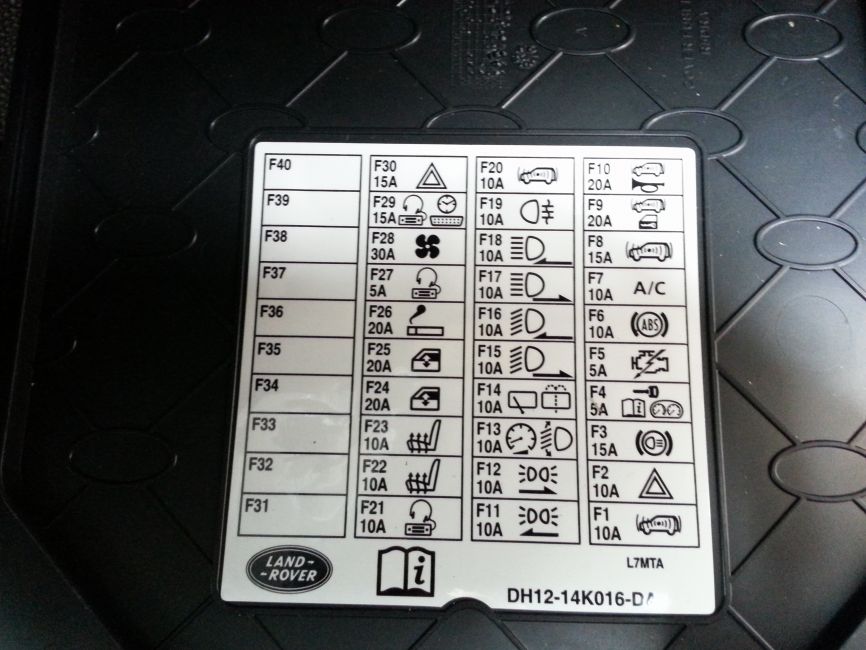 F40
F39
F38
F37
F36
F35
F34
F33
F32
F31
F30
15A
F29
15A
F28
30A
F27
5A
F26
20A
F25
20A
F24
20A
F23
10A
F22
10A
F21
10A
F20
10A
F19
10A
F18
10A
F17
10A
F16
10A
F15
10A
F14
10A
F13
10A
F12
10A
F11
10A
F10
20A
F9
20A
F8
15A
F7
10A
A/C
F6
10A
ABS
F5
5A
F4
5A
F3
15A
F2
10A
F1
10A
LAND-
-ROVER
i
L7MTA